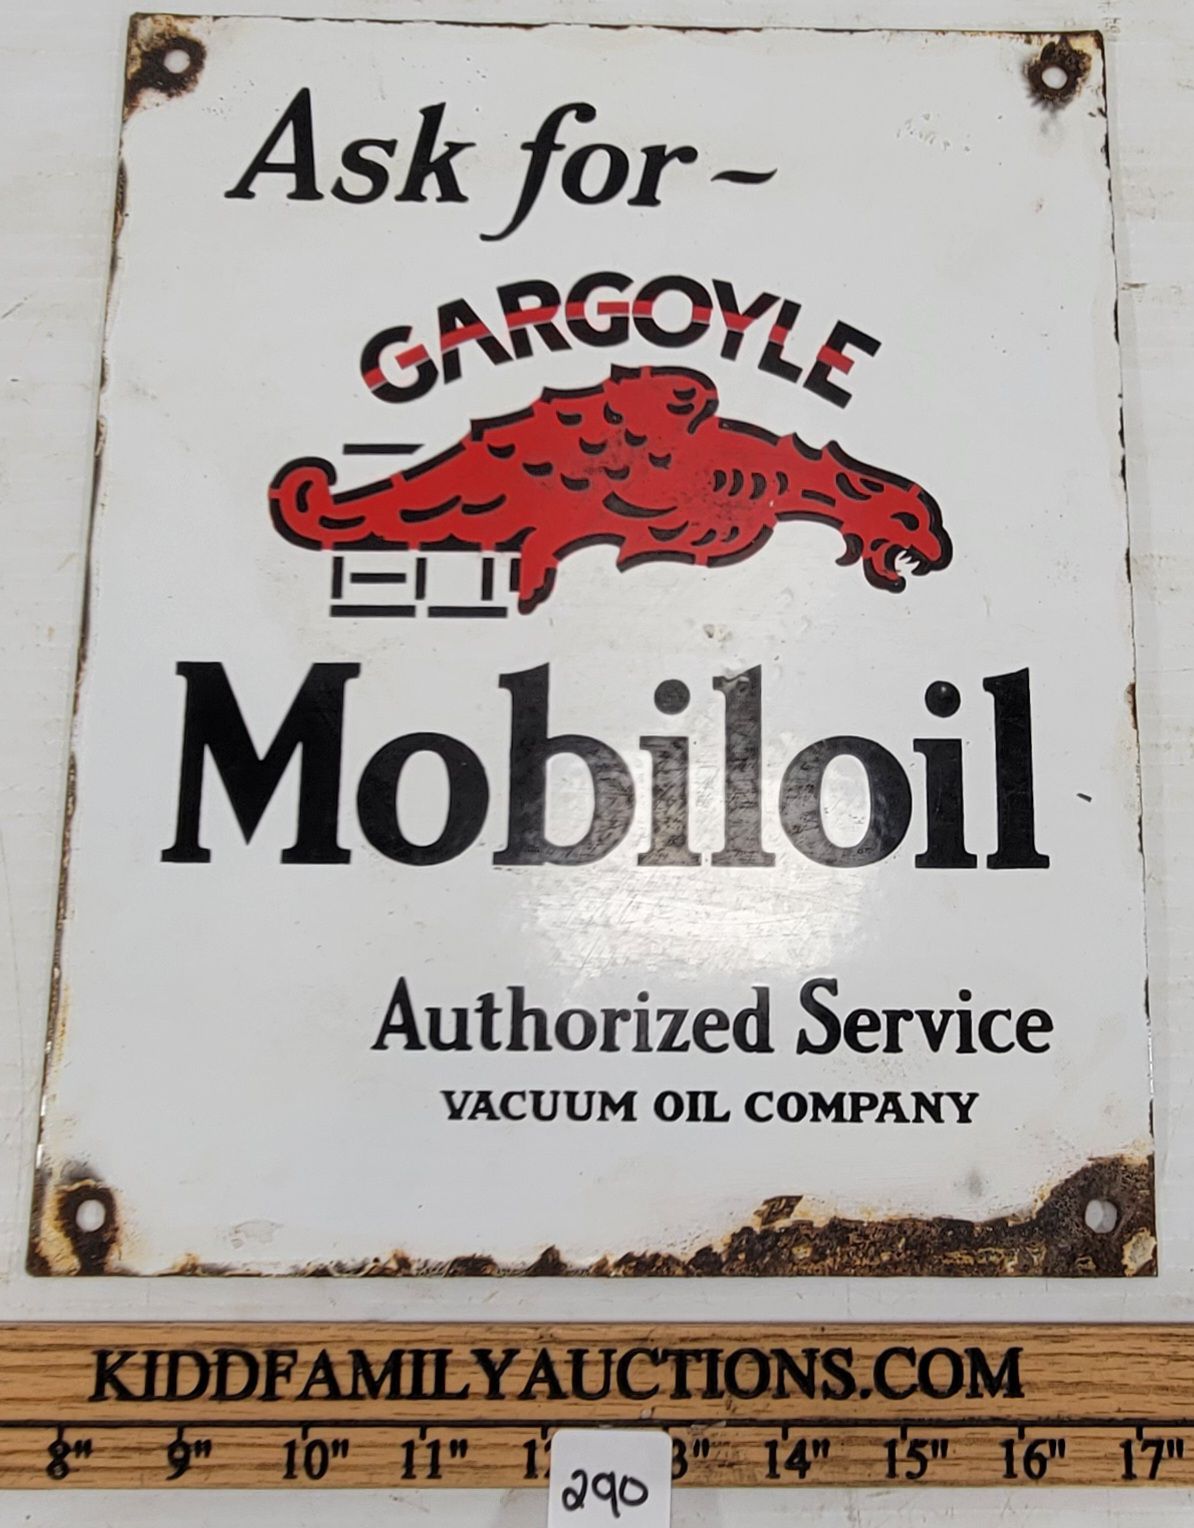 Ask for ~
GARGOYLE
Mobiloil
Authorized Service
VACUUM OIL COMPANY
KIDDFAMILYAUCTIONS.COM
8" 9" 10" 11" 14" 15" 16" 17"
290